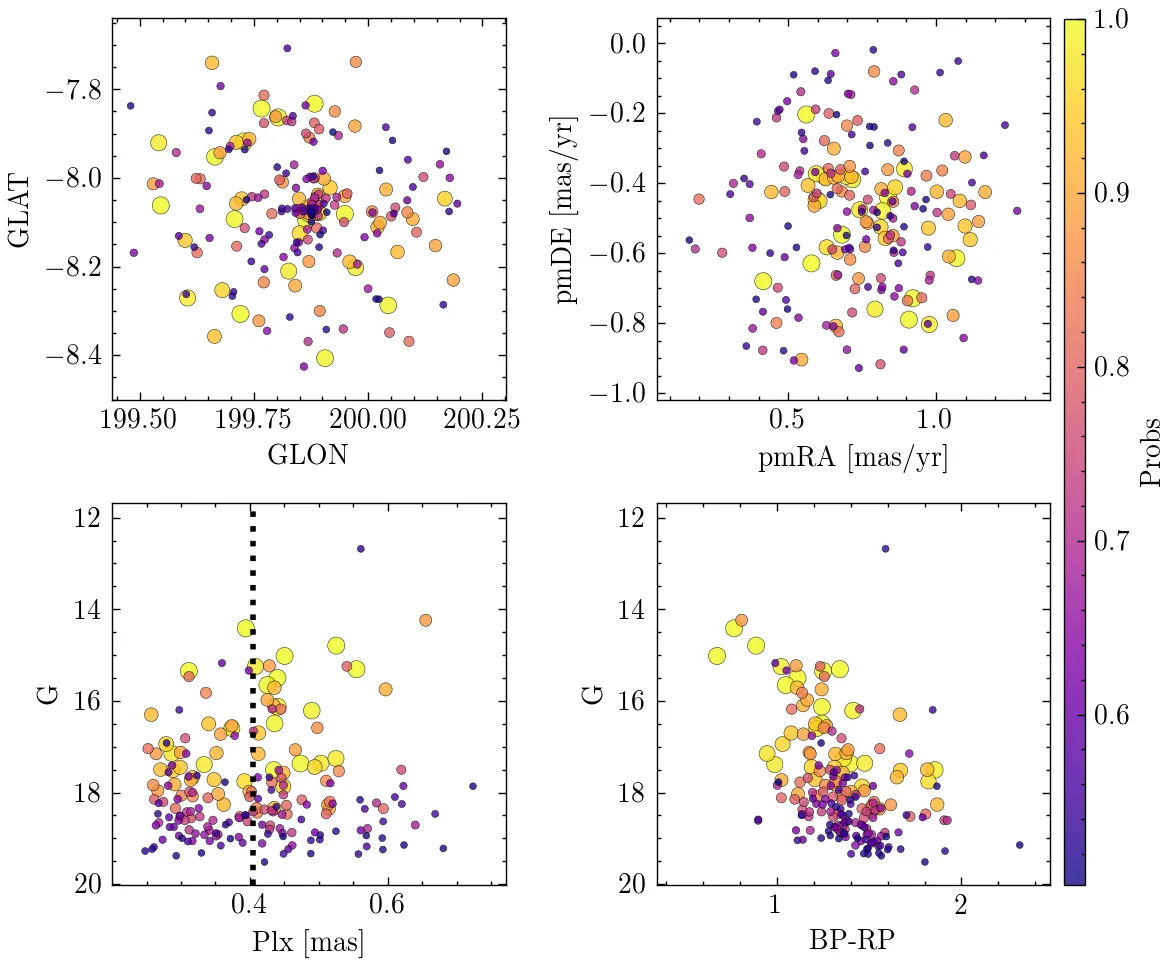 −7.8
−8.0
−8.2
−8.4
GLAT
199.50 199.75 200.00 200.25
GLON
0.0
−0.2
−0.4
−0.6
−0.8
−1.0
pmDE [mas/yr]
0.5 1.0
pmRA [mas/yr]
12
14
16
18
20
G
0.4 0.6
Plx [mas]
12
14
16
18
20
G
1 2
BP-RP
1.0
0.9
0.8
0.7
0.6
Probs